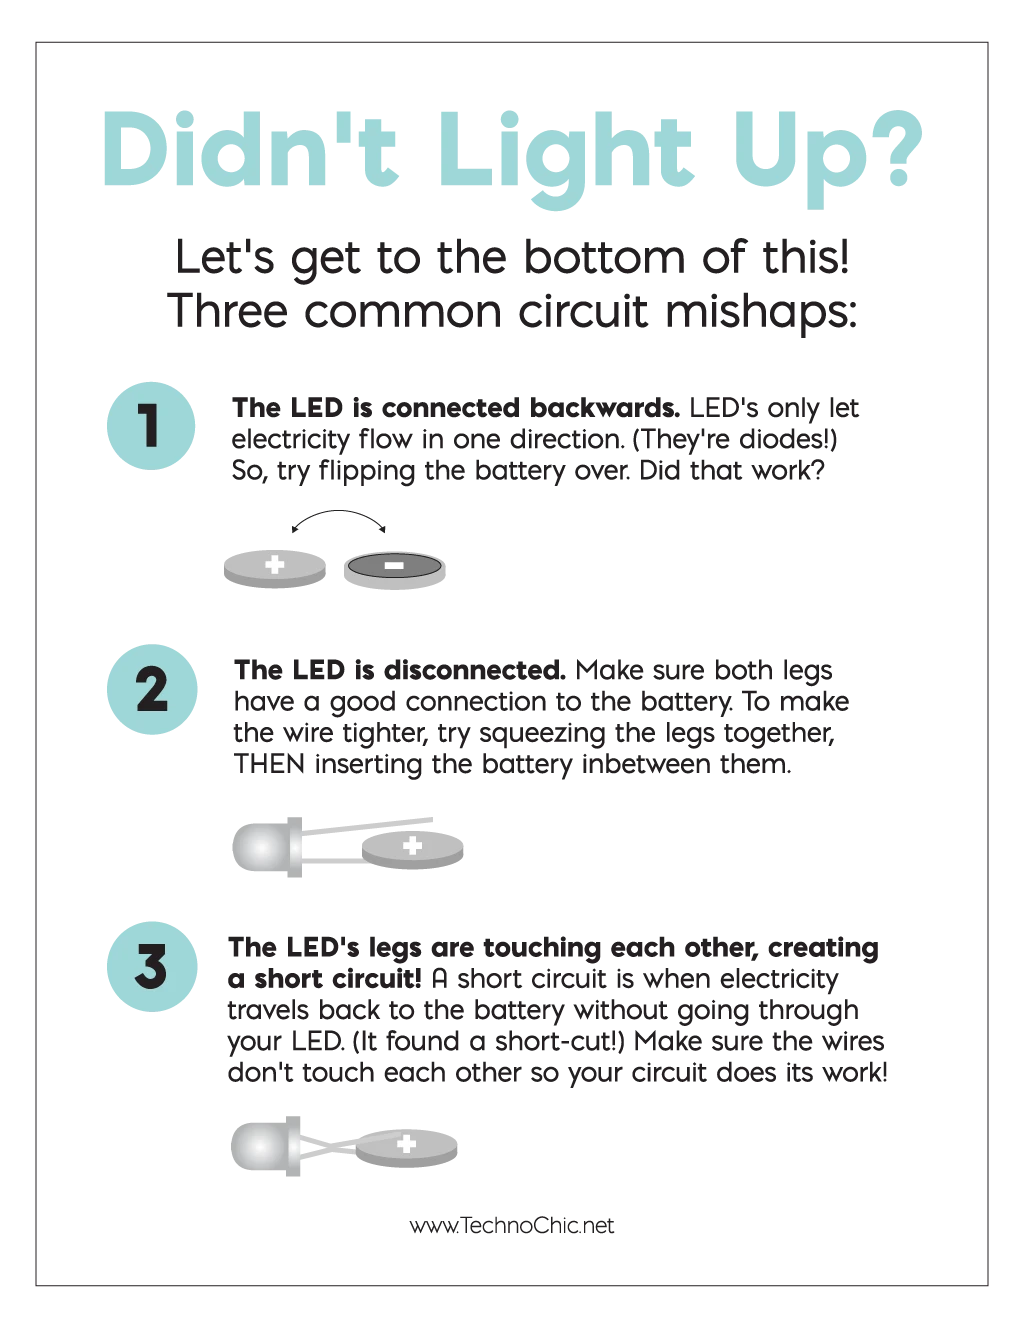 Didn't Light Up?
Let's get to the bottom of this!
Three common circuit mishaps:
1
The LED is connected backwards. LED's only let
electricity flow in one direction. (They're diodes!)
So, try flipping the battery over. Did that work?
+ -
2
The LED is disconnected. Make sure both legs
have a good connection to the battery. To make
the wire tighter, try squeezing the legs together,
THEN inserting the battery inbetween them.
+
3
The LED's legs are touching each other, creating
a short circuit! A short circuit is when electricity
travels back to the battery without going through
your LED. (It found a short-cut!) Make sure the wires
don't touch each other so your circuit does its work!
+
www.TechnoChic.net